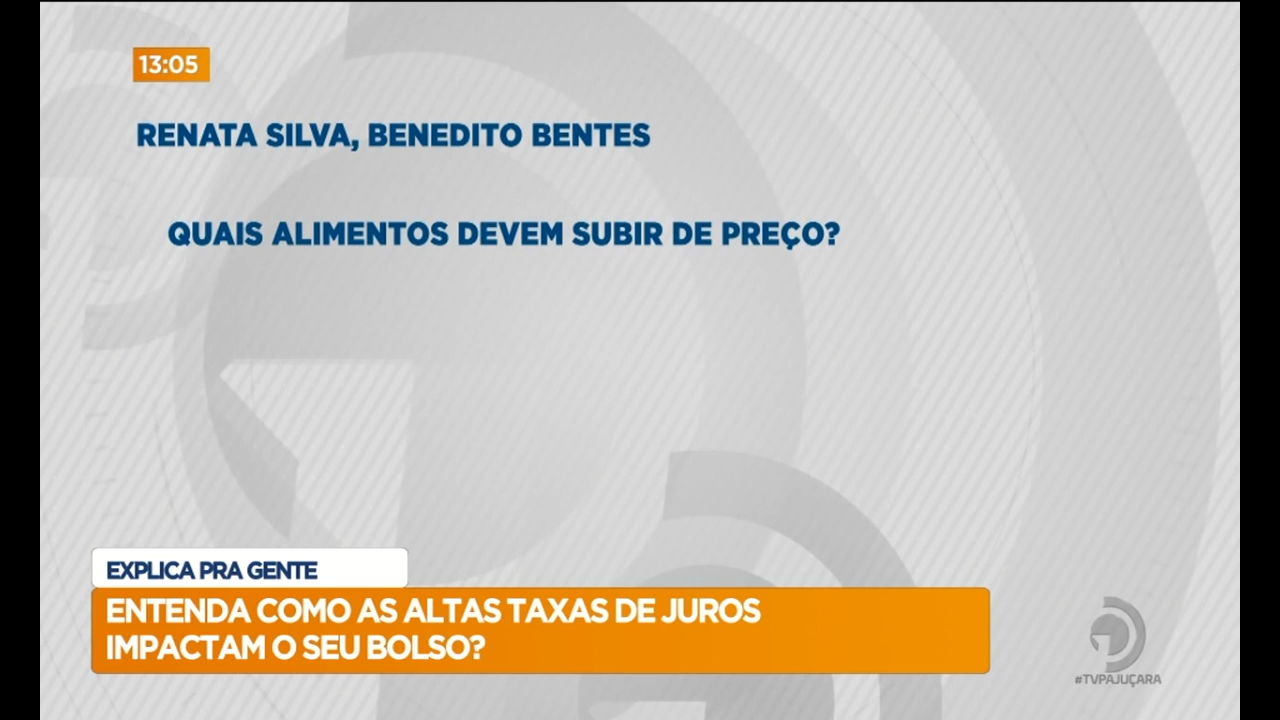 13:05
RENATA SILVA, BENEDITO BENTES
QUAIS ALIMENTOS DEVEM SUBIR DE PREÇO?
EXPLICA PRA GENTE
ENTENDA COMO AS ALTAS TAXAS DE JUROS
IMPACTAM O SEU BOLSO?
#TVPAJUÇARA